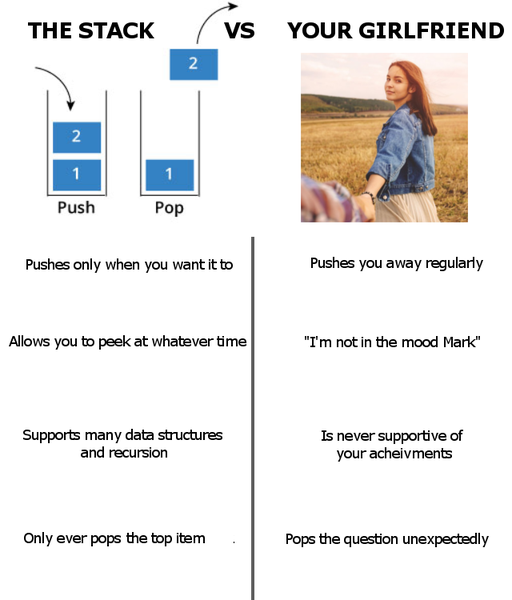 THE STACK VS YOUR GIRLFRIEND
2
2
1
1
Push
Pop
Pushes only when you want it to
Pushes you away regularly
Allows you to peek at whatever time
"I'm not in the mood Mark"
Supports many data structures
and recursion
Is never supportive of
your acheivments
Only ever pops the top item .
Pops the question unexpectedly